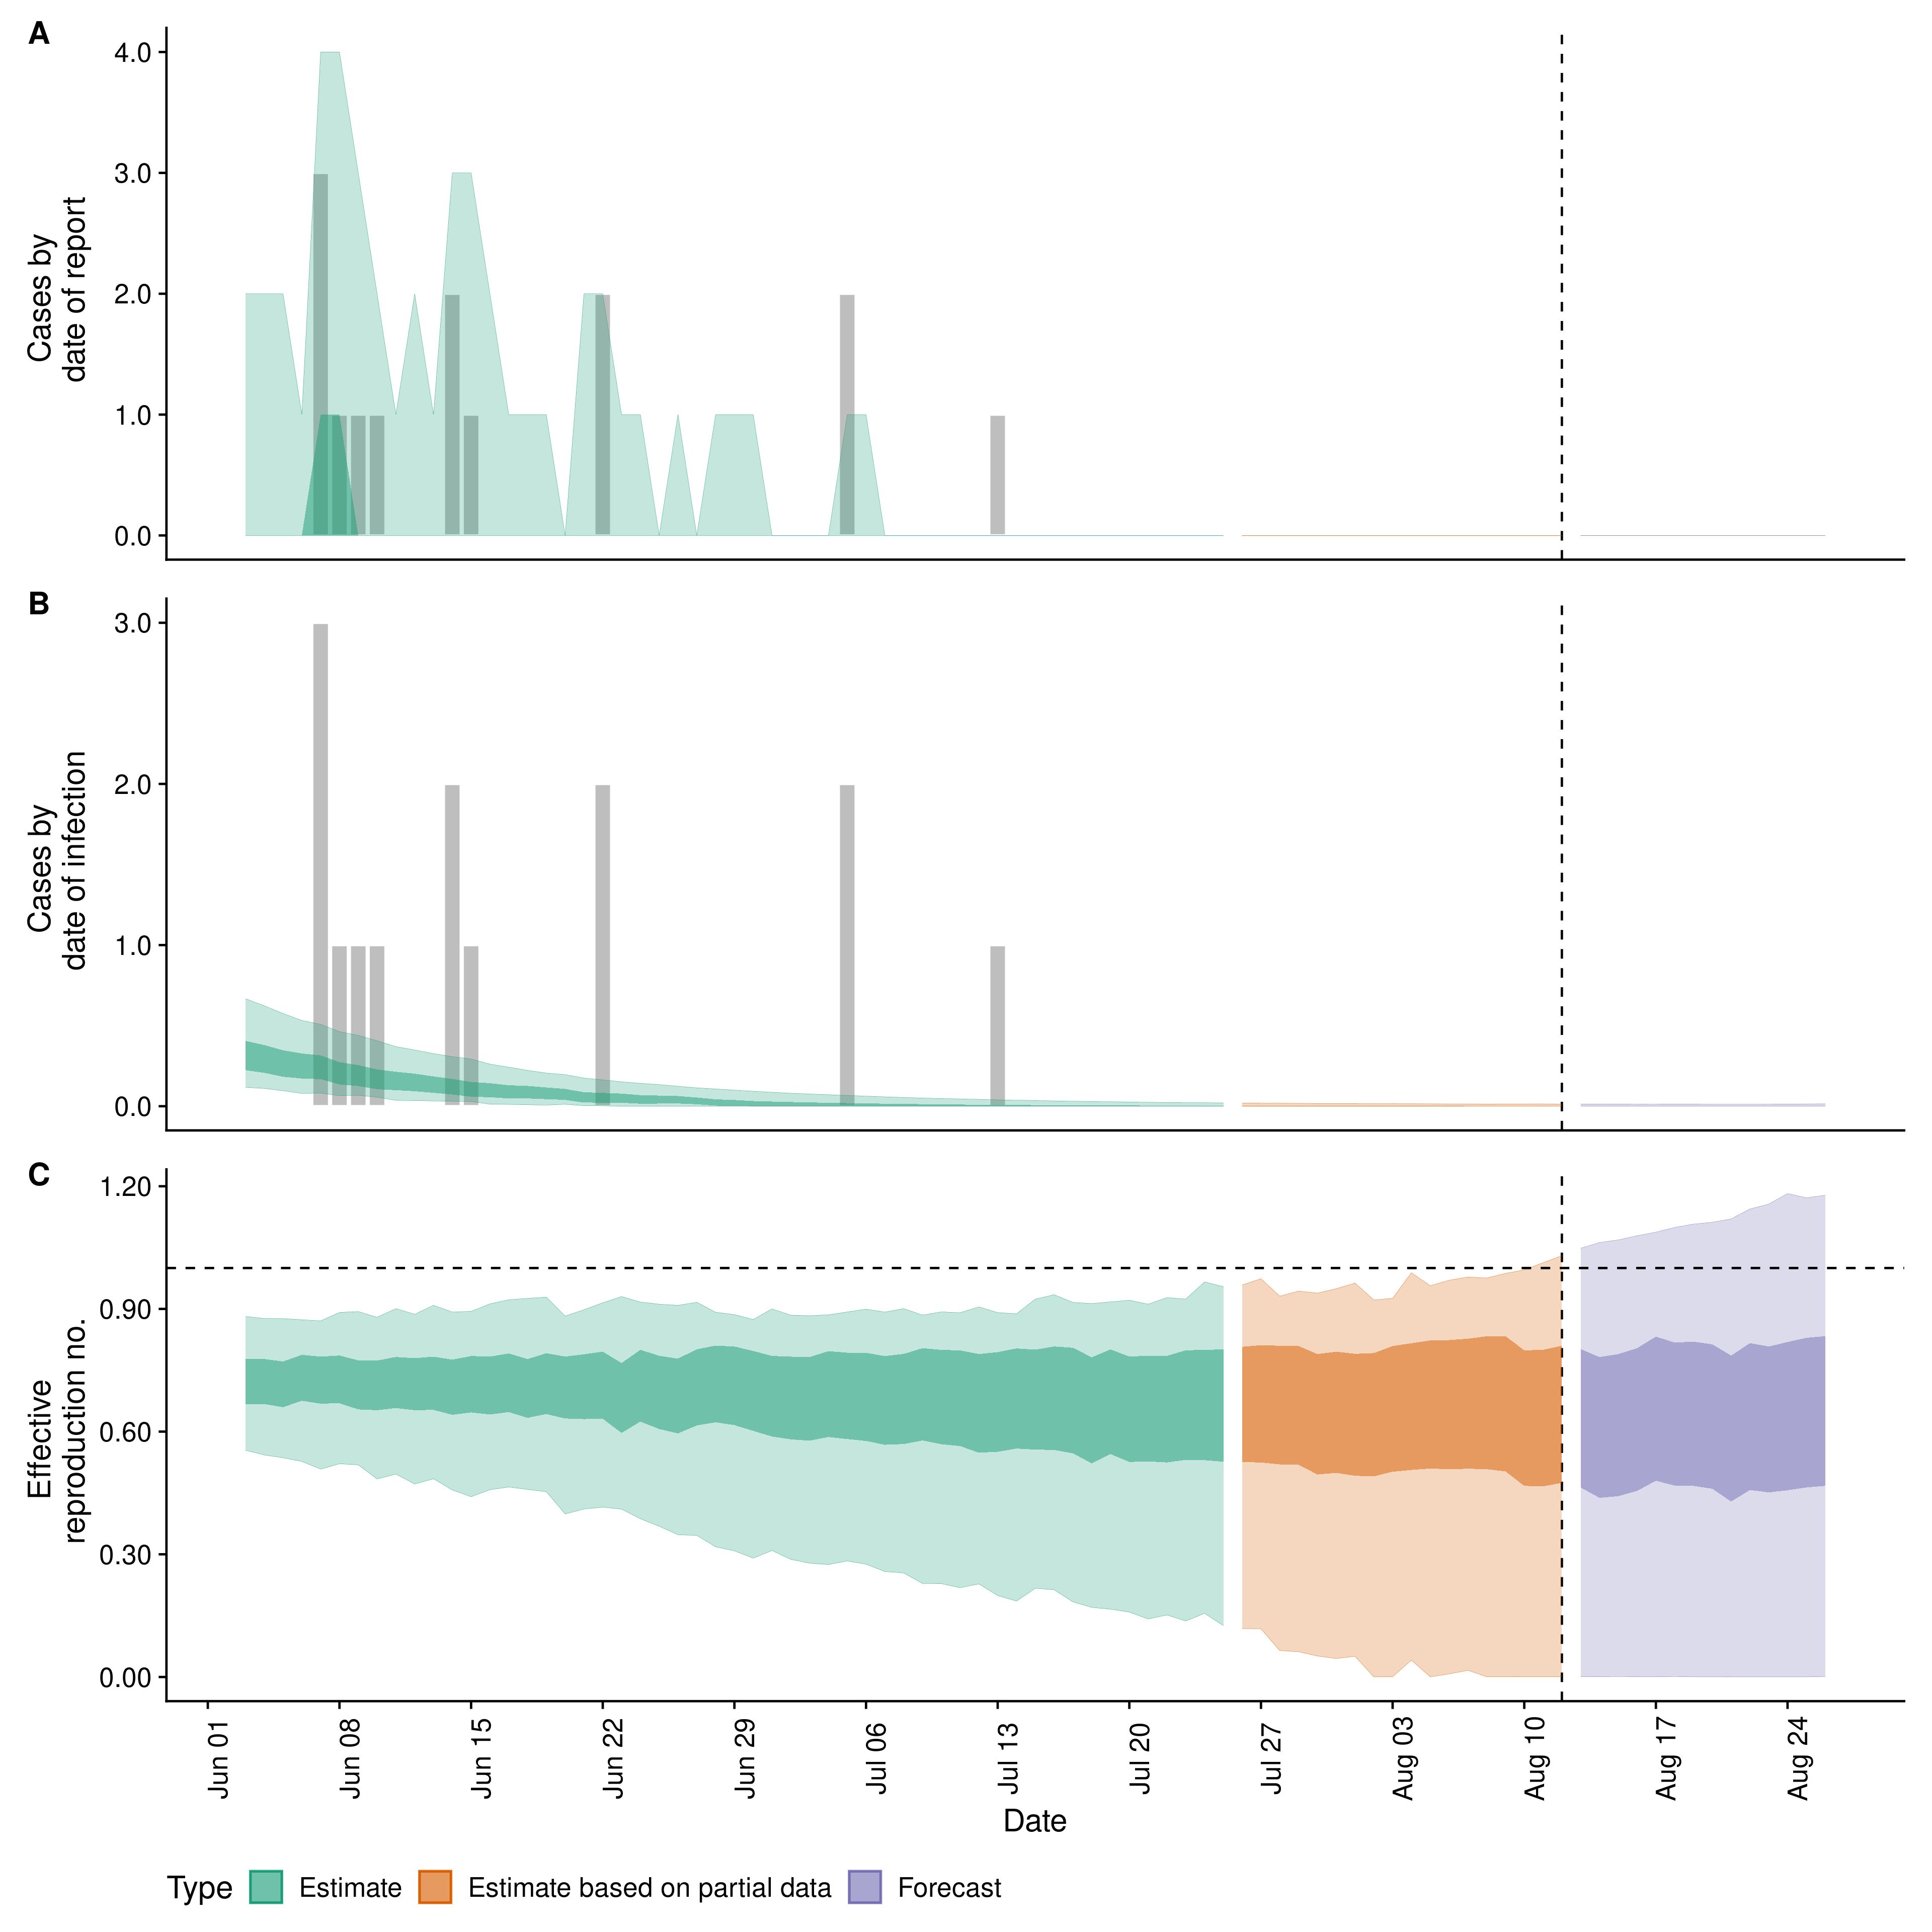 A
4.0
3.0
2.0
1.0
0.0
Cases by
date of report
B
3.0
2.0
1.0
0.0
Cases by
date of infection
C
1.20
0.90
0.60
0.30
0.00
Effective
reproduction no.
Jun 01
Jun 08
Jun 15
Jun 22
Jun 29
Jul 06
Jul 13
Jul 20
Jul 27
Aug 03
Aug 10
Aug 17
Aug 24
Date
Type Estimate Estimate based on partial data Forecast